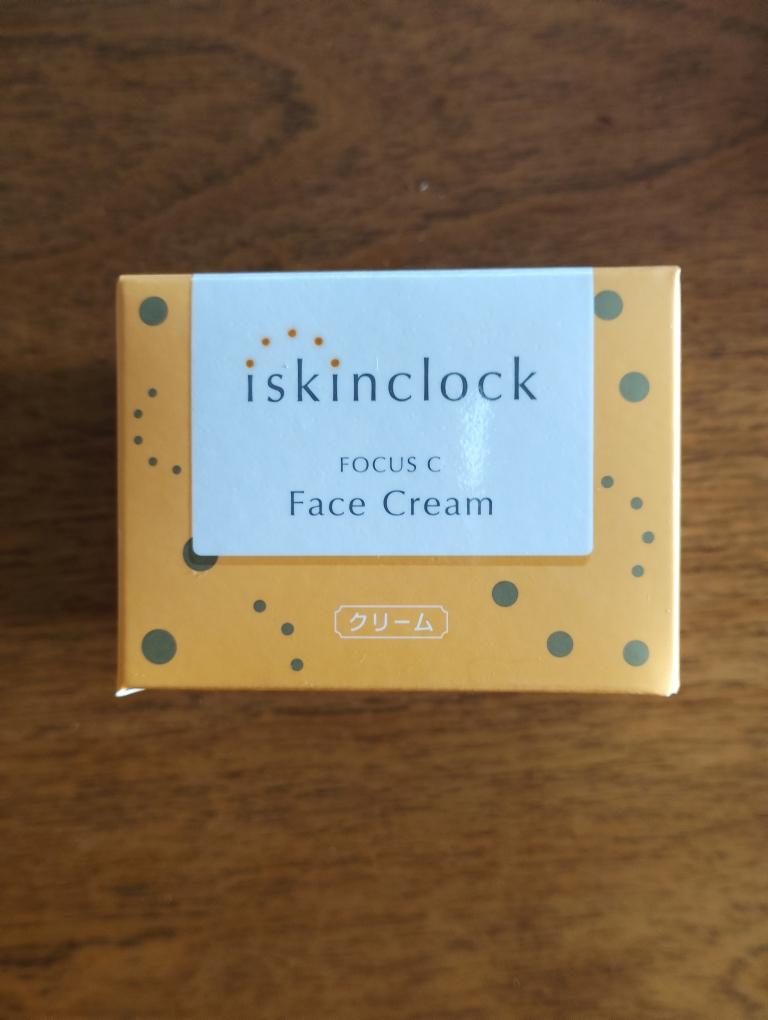 iskinclock
FOCUS C
Face Cream
クリーム